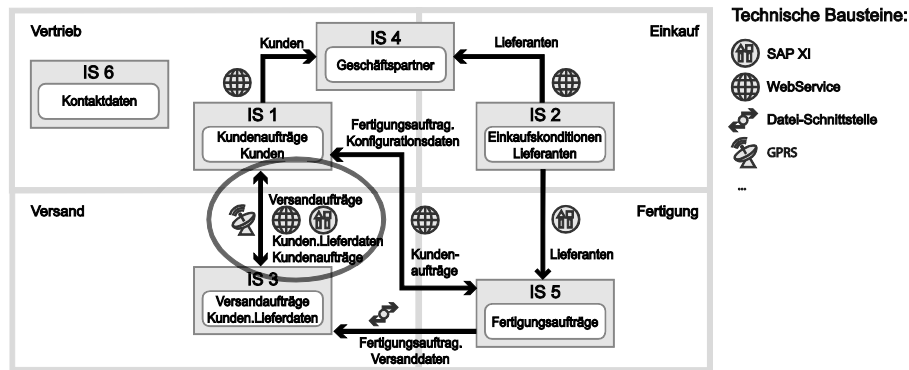 Technische Bausteine:
SAP XI
WebService
Datei-Schnittstelle
GPRS
...
Vertrieb
Einkauf
IS 4
Geschäftspartner
Kunden
Lieferanten
IS 6
Kontaktdaten
IS 1
Kundenaufträge
Kunden
Fertigungsauftrag.
Konfigurationsdaten
IS 2
Einkaufskonditionen
Lieferanten
Versand
Fertigung
Versandaufträge
Kunden.Lieferdaten
Kundenaufträge
Kunden-
aufträge
Lieferanten
IS 3
Versandaufträge
Kunden.Lieferdaten
IS 5
Fertigungsaufträge
Fertigungsauftrag.
Versanddaten